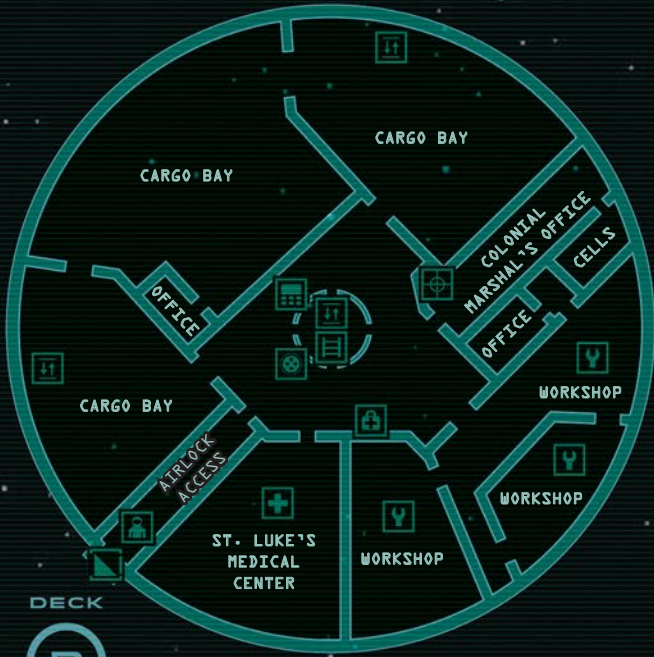 CARGO BAY
CARGO BAY
COLONIAL
MARSHAL'S OFFICE
CELLS
OFFICE
OFFICE
WORKSHOP
CARGO BAY
AIRLOCK
ACCESS
WORKSHOP
ST. LUKE'S
MEDICAL
CENTER
WORKSHOP
DECK